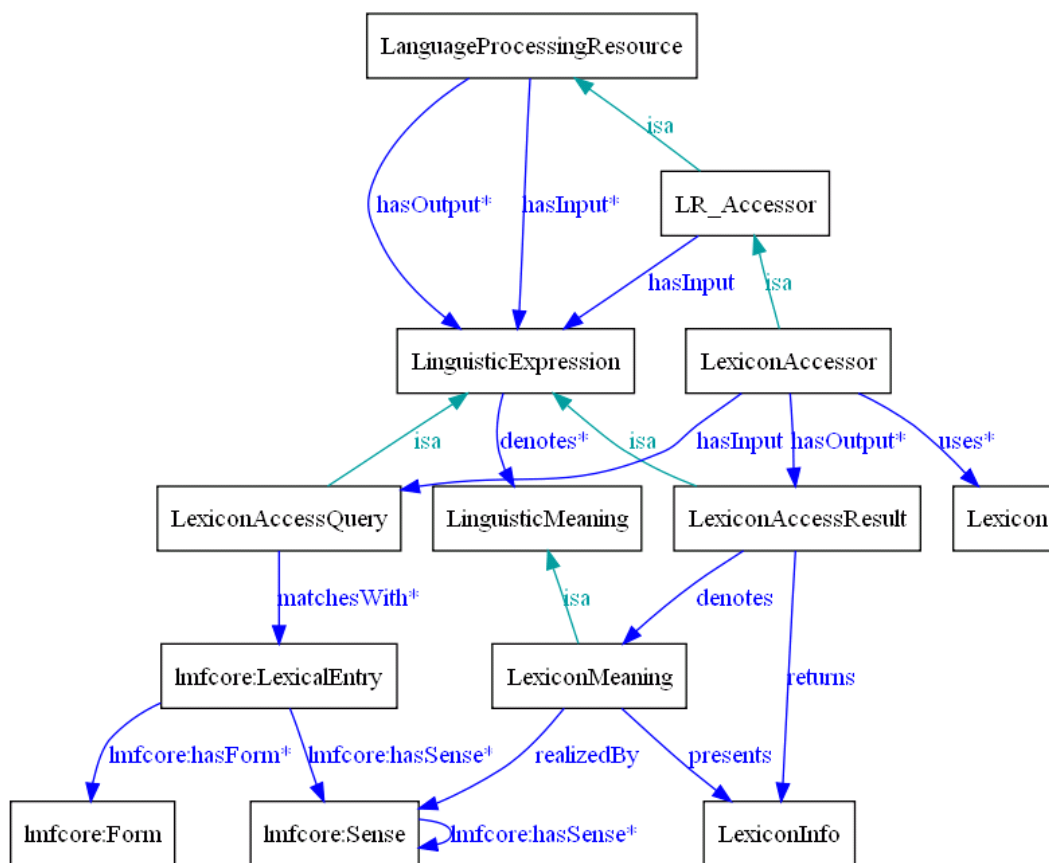 LanguageProcessingResource
isa
hasOutput*
hasInput*
LR_Accessor
hasInput
isa
LinguisticExpression
LexiconAccessor
isa
denotes*
isa
hasInput
hasOutput*
uses*
LexiconAccessQuery
LinguisticMeaning
LexiconAccessResult
Lexicon
matchesWith*
isa
denotes
lmfcore:LexicalEntry
LexiconMeaning
returns
lmfcore:hasForm*
lmfcore:hasSense*
realizedBy
presents
lmfcore:Form
lmfcore:Sense
lmfcore:hasSense*
LexiconInfo